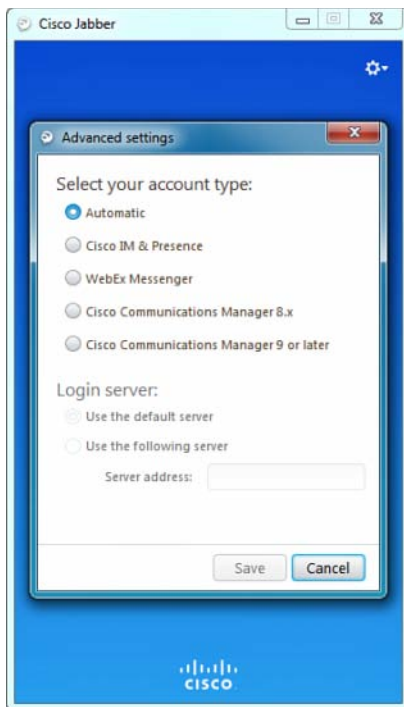 Cisco Jabber
Advanced settings
Select your account type:
Automatic
Cisco IM & Presence
WebEx Messenger
Cisco Communications Manager 8.x
Cisco Communications Manager 9 or later
Login server:
Use the default server
Use the following server
Server address:
Save Cancel
CISCO